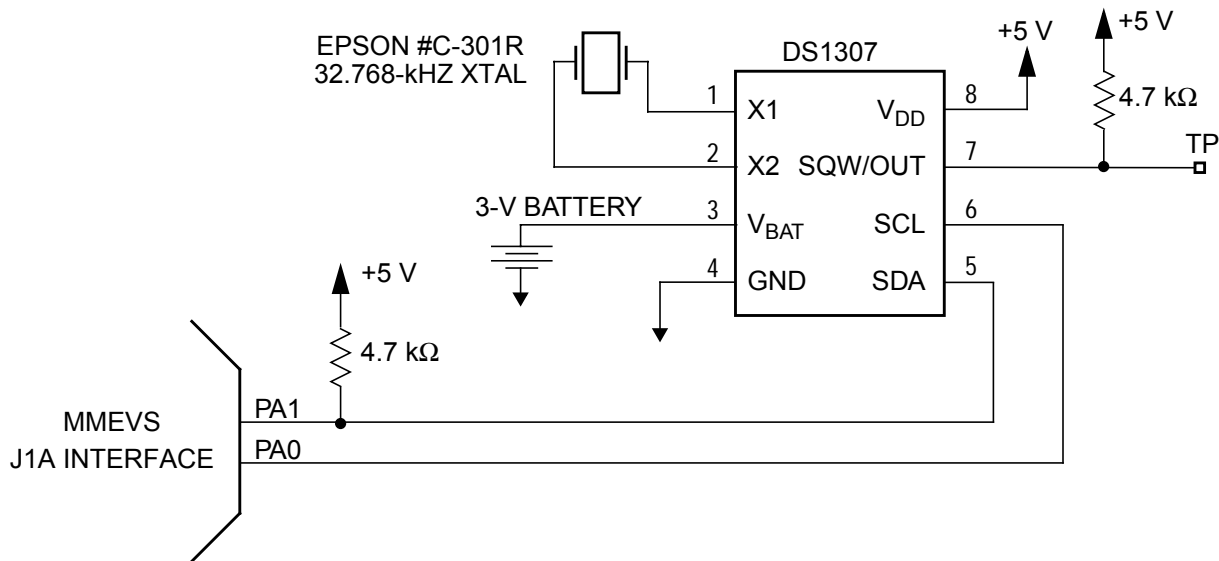 EPSON #C-301R
32.768-kHZ XTAL
DS1307
+5 V
+5 V
4.7 kΩ
TP
1
X1
VDD
8
2
X2
SQW/OUT
7
3-V BATTERY
3
VBAT
SCL
6
4
GND
SDA
5
+5 V
4.7 kΩ
MMEVS
J1A INTERFACE
PA1
PA0